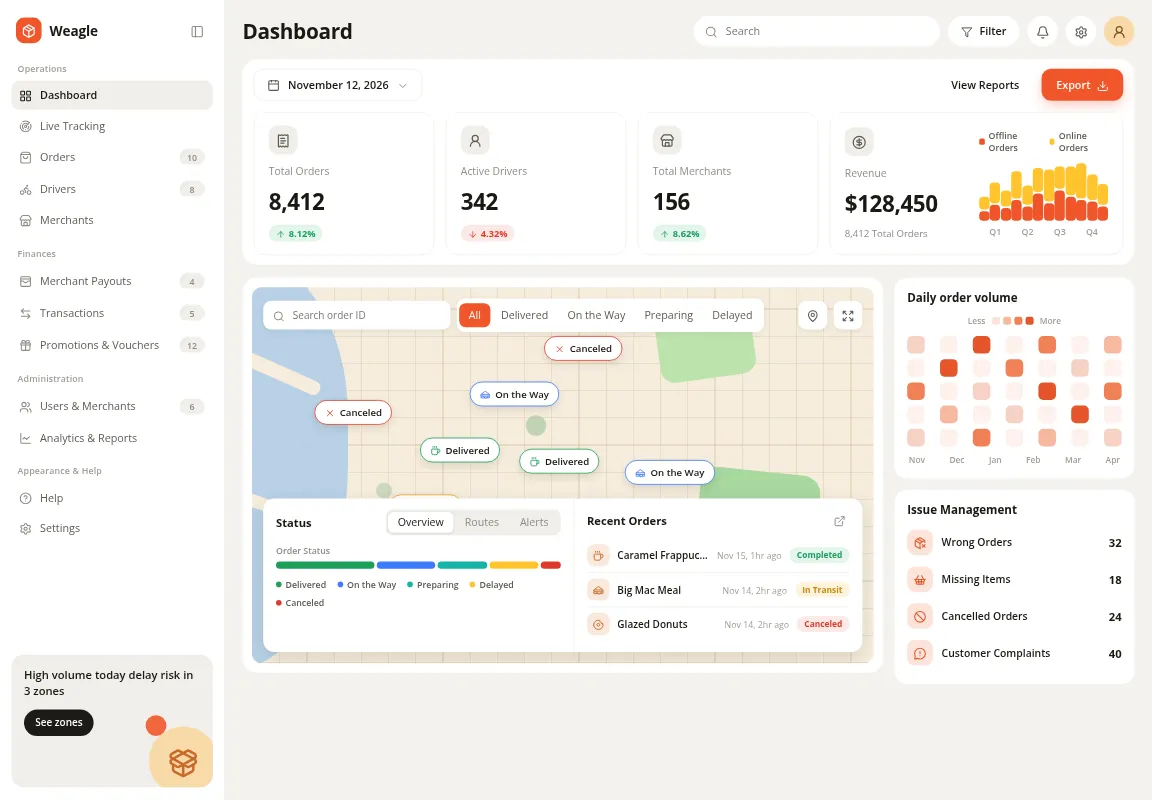 Weagle
Operations
Dashboard
Live Tracking
Orders 10
Drivers 8
Merchants
Finances
Merchant Payouts 4
Transactions 5
Promotions & Vouchers 12
Administration
Users & Merchants 6
Analytics & Reports
Appearance & Help
Help
Settings
High volume today delay risk in
3 zones
See zones
Dashboard
Search
Filter
November 12, 2026
View Reports
Export
Total Orders
8,412
8.12%
Active Drivers
342
4.32%
Total Merchants
156
8.62%
Revenue
$128,450
8,412 Total Orders
Offline
Orders
Online
Orders
Q1 Q2 Q3 Q4
Search order ID
All Delivered On the Way Preparing Delayed
Canceled
On the Way
Canceled
Delivered
Delivered
On the Way
Status
Overview Routes Alerts
Order Status
Delivered On the Way Preparing Delayed
Canceled
Recent Orders
Caramel Frappuc... Nov 15, 1hr ago Completed
Big Mac Meal Nov 14, 2hr ago In Transit
Glazed Donuts Nov 14, 2hr ago Canceled
Daily order volume
Less More
Nov Dec Jan Feb Mar Apr
Issue Management
Wrong Orders 32
Missing Items 18
Cancelled Orders 24
Customer Complaints 40